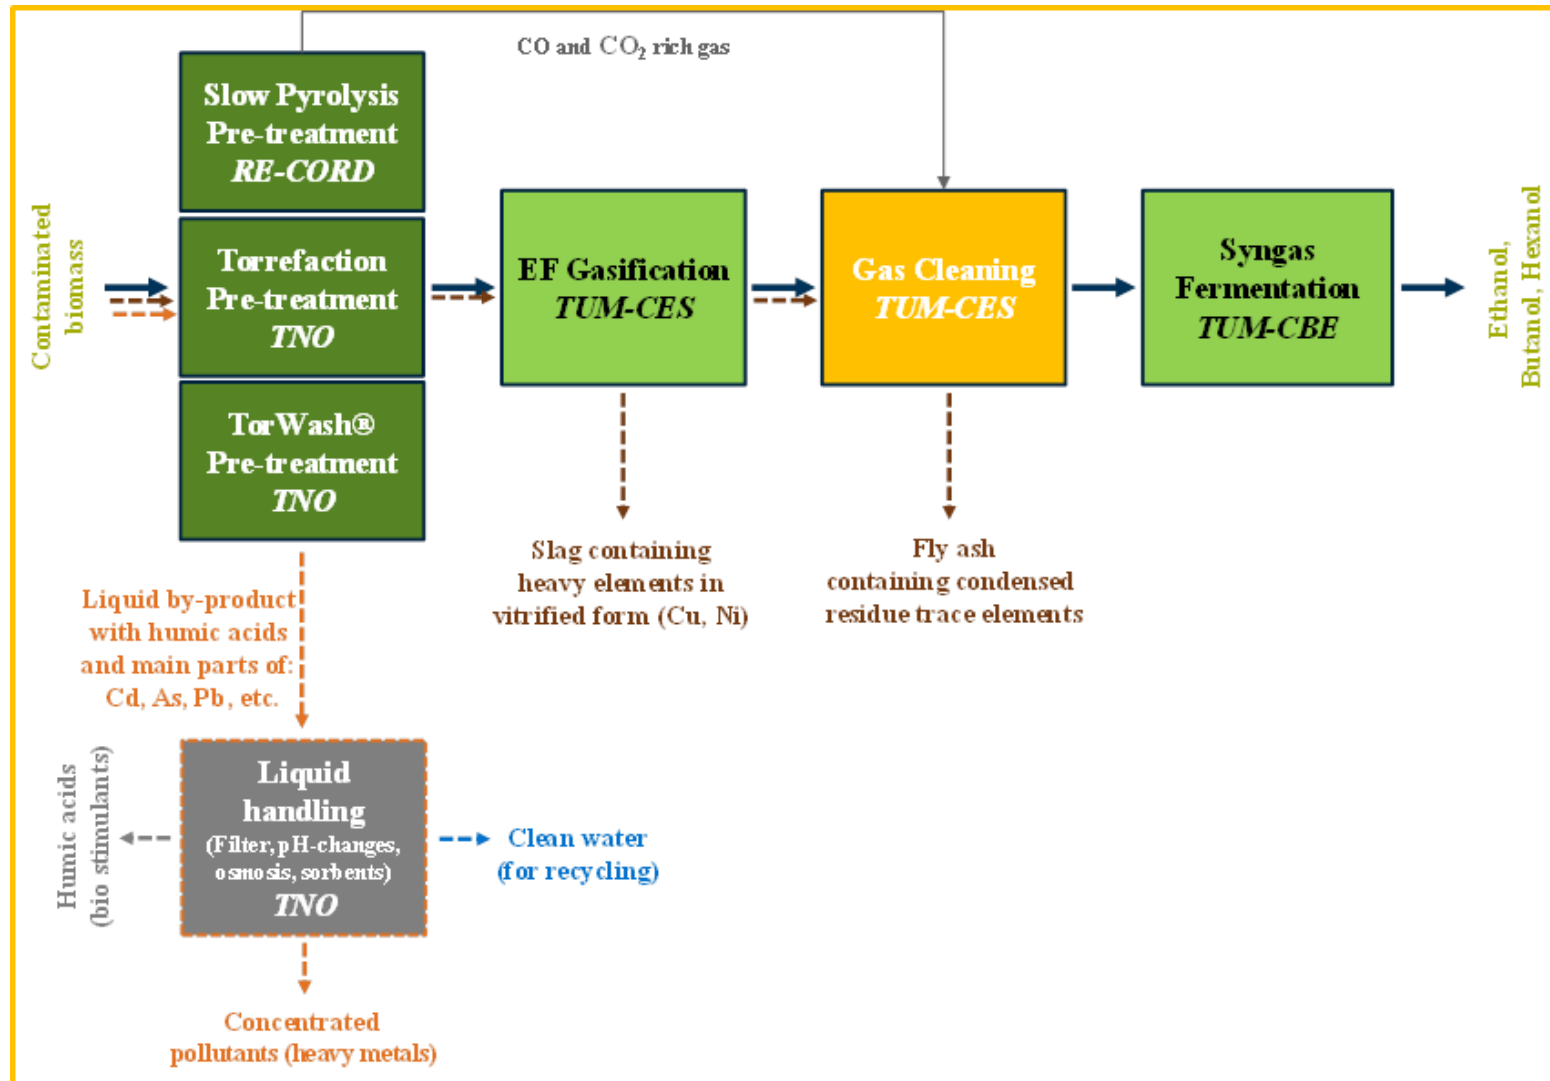 CO and CO₂ rich gas
Slow Pyrolysis
Pre-treatment
RE-CORD
Contaminated
biomass
Torrefaction
Pre-treatment
TNO
TorWash®
Pre-treatment
TNO
EF Gasification
TUM-CES
Gas Cleaning
TUM-CES
Syngas
Fermentation
TUM-CBE
Ethanol,
Butanol, Hexanol
Slag containing
heavy elements in
vitrified form (Cu, Ni)
Fly ash
containing condensed
residue trace elements
Liquid by-product
with humic acids
and main parts of:
Cd, As, Pb, etc.
Humic acids
(bio stimulants)
Liquid
handling
(Filter, pH-changes,
osmosis, sorbents)
TNO
Clean water
(for recycling)
Concentrated
pollutants (heavy metals)